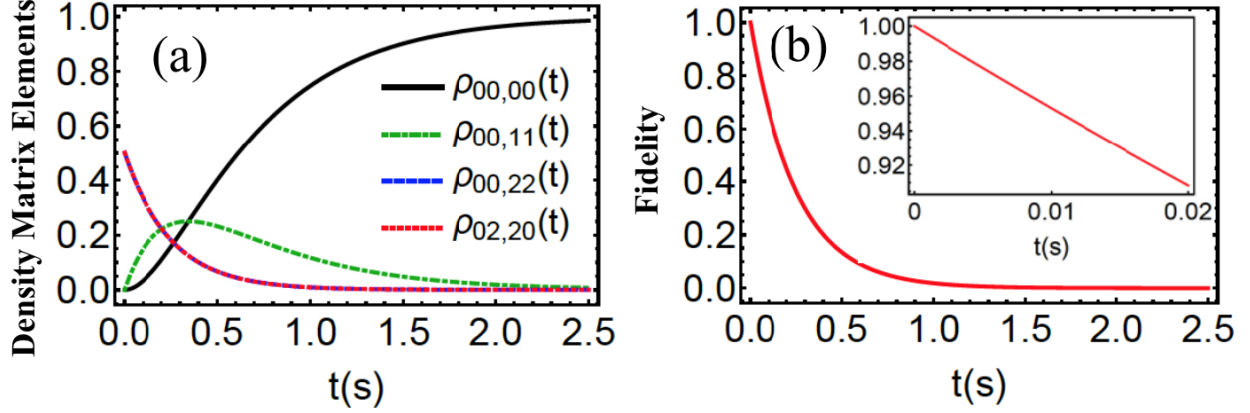 Density Matrix Elements
1.0
0.8
0.6
0.4
0.2
0.0
(a)
ρ00,00(t)
ρ00,11(t)
ρ00,22(t)
ρ02,20(t)
0.0 0.5 1.0 1.5 2.0 2.5
t(s)
Fidelity
1.0
0.8
0.6
0.4
0.2
0.0
(b)
1.00
0.98
0.96
0.94
0.92
0 0.01 0.02
t(s)
0.0 0.5 1.0 1.5 2.0 2.5
t(s)